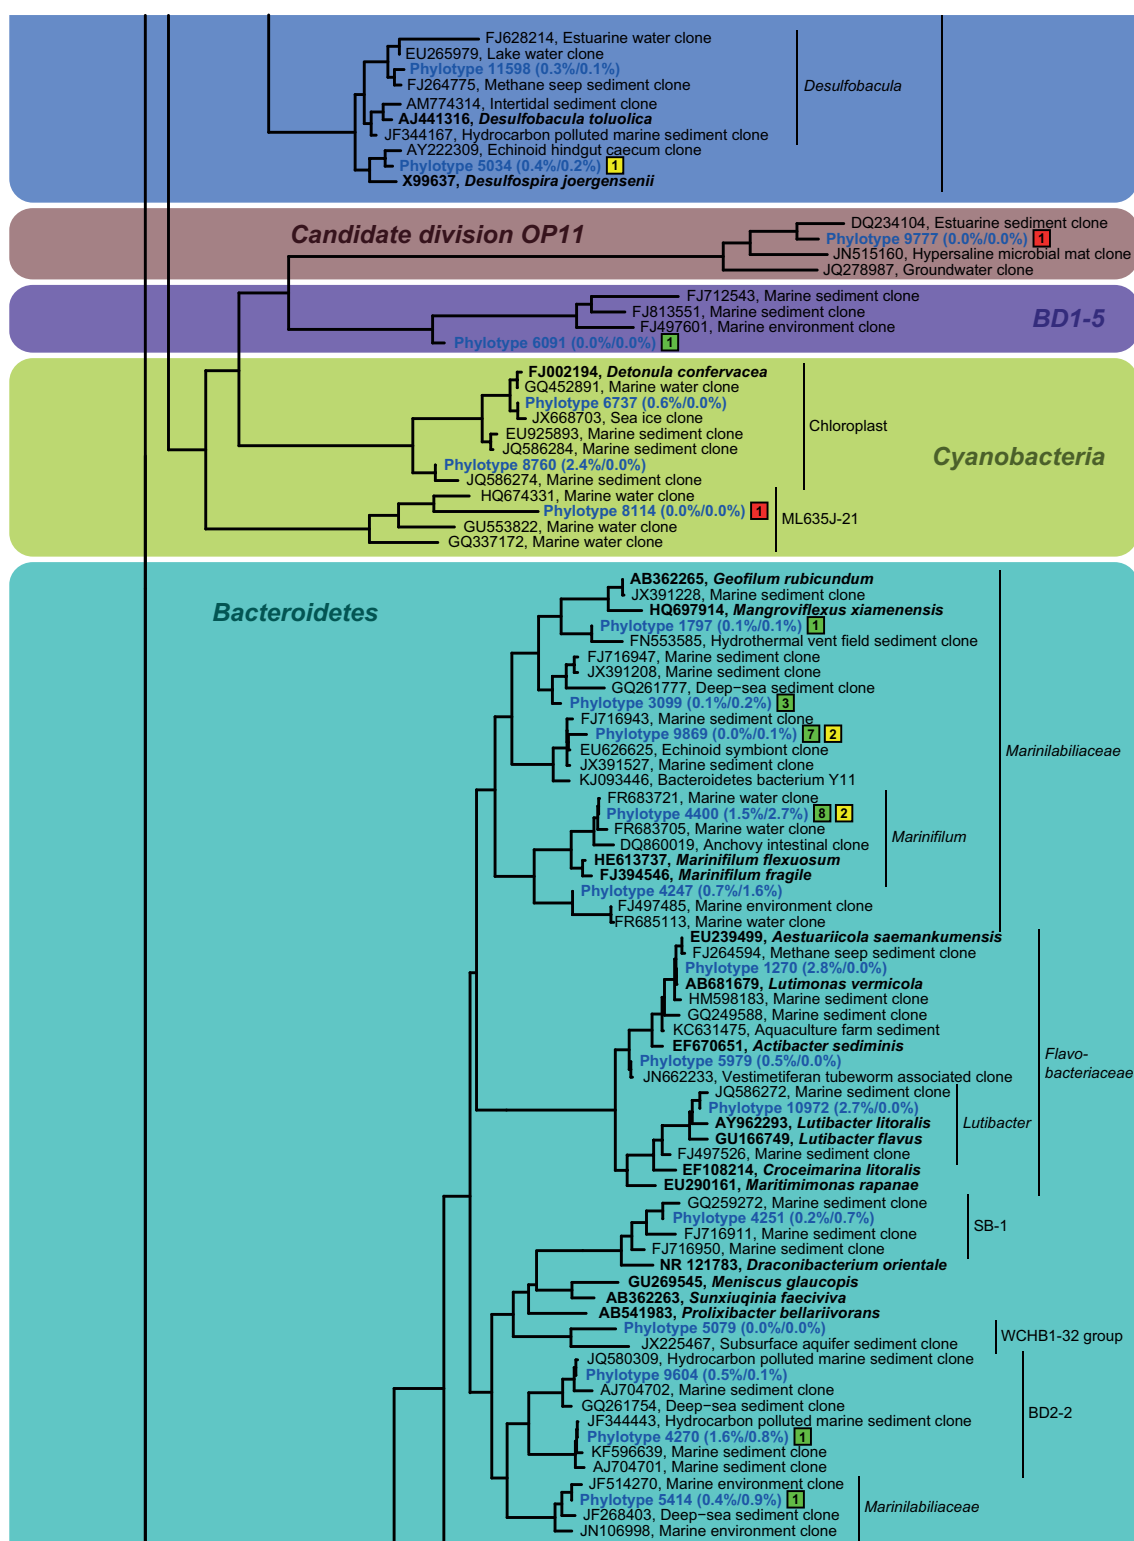 FJ628214, Estuarine water clone
EU265979, Lake water clone
Phylotype 11598 (0.3%/0.1%)
FJ264775, Methane seep sediment clone
Desulfobacula
AM774314, Intertidal sediment clone
AJ441316, Desulfobacula toluolica
JF344167, Hydrocarbon polluted marine sediment clone
AY222309, Echinoid hindgut caecum clone
Phylotype 5034 (0.4%/0.2%) 1
X99637, Desulfospira joergensenii
Candidate division OP11
DQ234104, Estuarine sediment clone
Phylotype 9777 (0.0%/0.0%) 1
JN515160, Hypersaline microbial mat clone
JQ278987, Groundwater clone
FJ712543, Marine sediment clone
FJ813551, Marine sediment clone
FJ497601, Marine environment clone
Phylotype 6091 (0.0%/0.0%) 1
BD1-5
FJ002194, Detonula confervacea
GQ452891, Marine water clone
Phylotype 6737 (0.6%/0.0%)
JX668703, Sea ice clone
EU925893, Marine sediment clone
JQ586284, Marine sediment clone
Phylotype 8760 (2.4%/0.0%)
JQ586274, Marine sediment clone
Chloroplast
Cyanobacteria
HQ674331, Marine water clone
Phylotype 8114 (0.0%/0.0%) 1
GU553822, Marine water clone
GQ337172, Marine water clone
ML635J-21
Bacteroidetes
AB362265, Geofilum rubicundum
JX391228, Marine sediment clone
HQ697914, Mangroviflexus xiamenensis
Phylotype 1797 (0.1%/0.1%) 1
FN553585, Hydrothermal vent field sediment clone
FJ716947, Marine sediment clone
JX391208, Marine sediment clone
GQ261777, Deep−sea sediment clone
Phylotype 3099 (0.1%/0.2%) 3
FJ716943, Marine sediment clone
Phylotype 9869 (0.0%/0.1%) 7 2
EU626625, Echinoid symbiont clone
JX391527, Marine sediment clone
KJ093446, Bacteroidetes bacterium Y11
Marinilabiliaceae
FR683721, Marine water clone
Phylotype 4400 (1.5%/2.7%) 8 2
FR683705, Marine water clone
DQ860019, Anchovy intestinal clone
HE613737, Marinifilum flexuosum
FJ394546, Marinifilum fragile
Marinifilum
Phylotype 4247 (0.7%/1.6%)
FJ497485, Marine environment clone
FR685113, Marine water clone
EU239499, Aestuariicola saemankumensis
FJ264594, Methane seep sediment clone
Phylotype 1270 (2.8%/0.0%)
AB681679, Lutimonas vermicola
HM598183, Marine sediment clone
GQ249588, Marine sediment clone
KC631475, Aquaculture farm sediment
EF670651, Actibacter sediminis
Phylotype 5979 (0.5%/0.0%)
JN662233, Vestimetiferan tubeworm associated clone
Flavo-
bacteriaceae
JQ586272, Marine sediment clone
Phylotype 10972 (2.7%/0.0%)
AY962293, Lutibacter litoralis
GU166749, Lutibacter flavus
FJ497526, Marine sediment clone
Lutibacter
EF108214, Croceimarina litoralis
EU290161, Maritimimonas rapanae
GQ259272, Marine sediment clone
Phylotype 4251 (0.2%/0.7%)
FJ716911, Marine sediment clone
FJ716950, Marine sediment clone
SB-1
NR 121783, Draconibacterium orientale
GU269545, Meniscus glaucopis
AB362263, Sunxiuqinia faeciviva
AB541983, Prolixibacter bellariivorans
Phylotype 5079 (0.0%/0.0%)
JX225467, Subsurface aquifer sediment clone
WCHB1-32 group
JQ580309, Hydrocarbon polluted marine sediment clone
Phylotype 9604 (0.5%/0.1%)
AJ704702, Marine sediment clone
GQ261754, Deep−sea sediment clone
JF344443, Hydrocarbon polluted marine sediment clone
Phylotype 4270 (1.6%/0.8%) 1
KF596639, Marine sediment clone
AJ704701, Marine sediment clone
BD2-2
JF514270, Marine environment clone
Phylotype 5414 (0.4%/0.9%) 1
JF268403, Deep−sea sediment clone
JN106998, Marine environment clone
Marinilabiliaceae